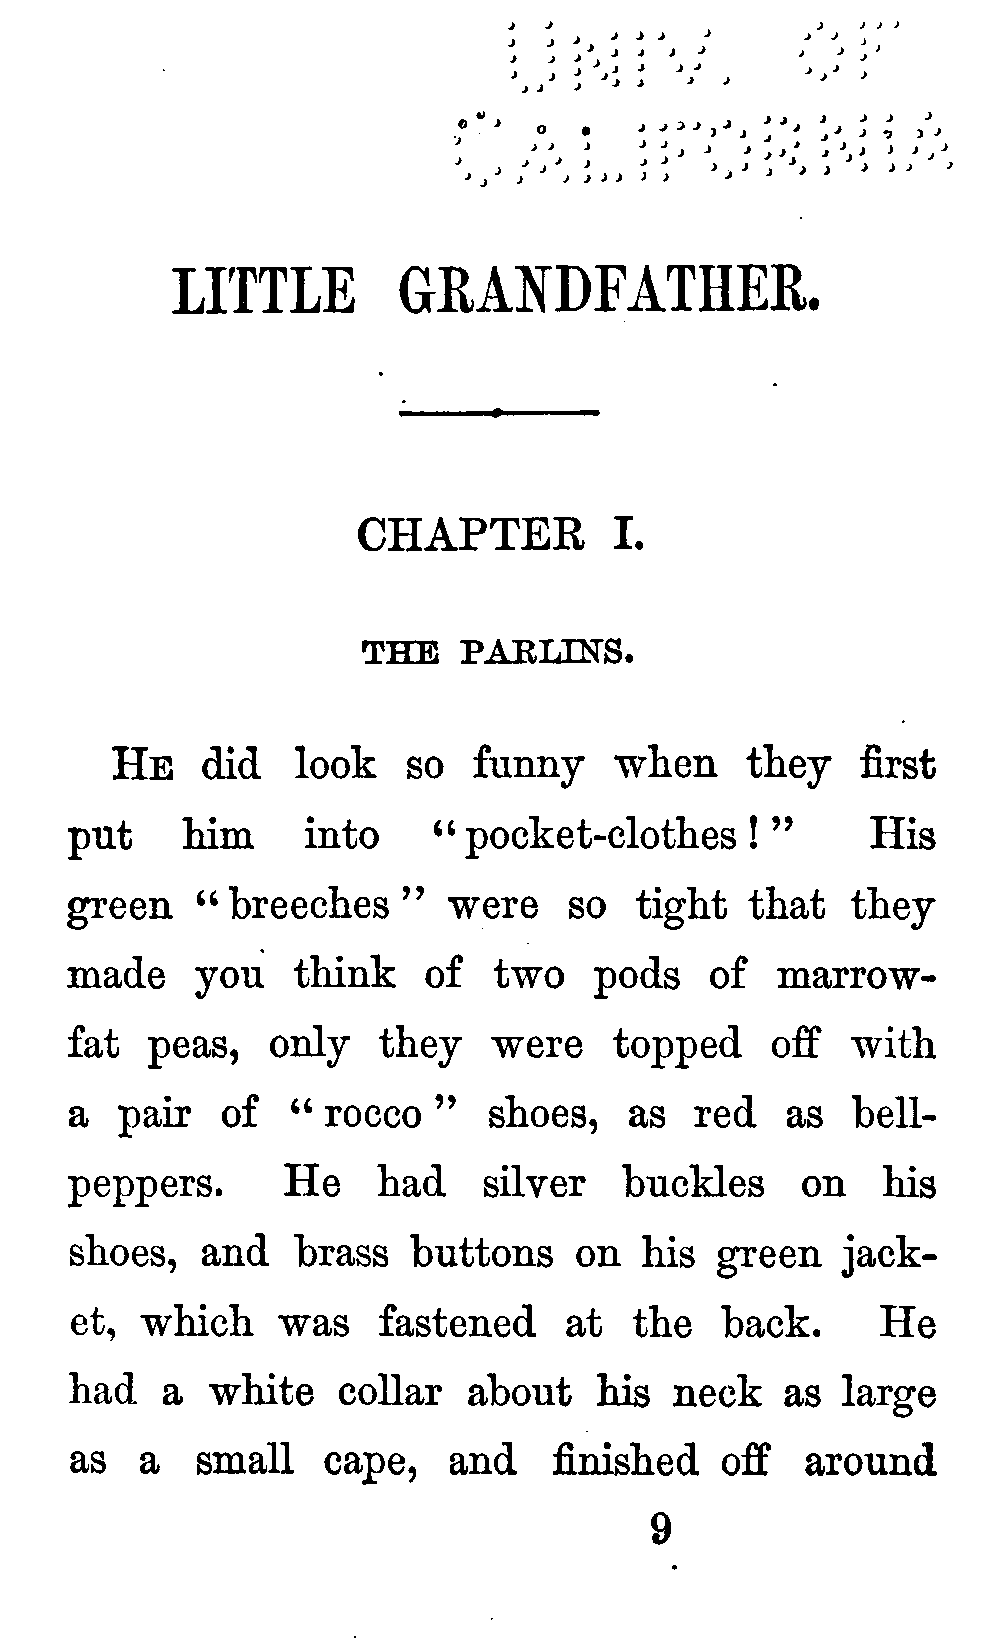 UNIV. OF
CALIFORNIA
LITTLE GRANDFATHER.
CHAPTER I.
THE PARLINS.
HE did look so funny when they first
put him into “pocket-clothes!” His
green “breeches” were so tight that they
made you think of two pods of marrow-
fat peas, only they were topped off with
a pair of “rocco” shoes, as red as bell-
peppers. He had silver buckles on his
shoes, and brass buttons on his green jack-
et, which was fastened at the back. He
had a white collar about his neck as large
as a small cape, and finished off around
9